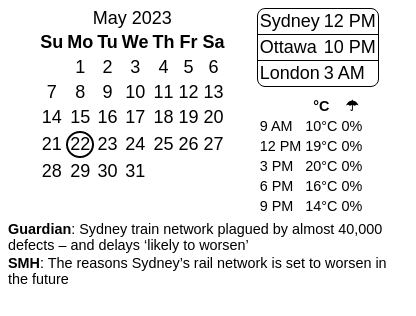 May 2023
Su Mo Tu We Th Fr Sa
1 2 3 4 5 6
7 8 9 10 11 12 13
14 15 16 17 18 19 20
21 22 23 24 25 26 27
28 29 30 31
Sydney 12 PM
Ottawa 10 PM
London 3 AM
°C ☂
9 AM 10°C 0%
12 PM 19°C 0%
3 PM 20°C 0%
6 PM 16°C 0%
9 PM 14°C 0%
Guardian: Sydney train network plagued by almost 40,000
defects – and delays ‘likely to worsen’
SMH: The reasons Sydney’s rail network is set to worsen in
the future